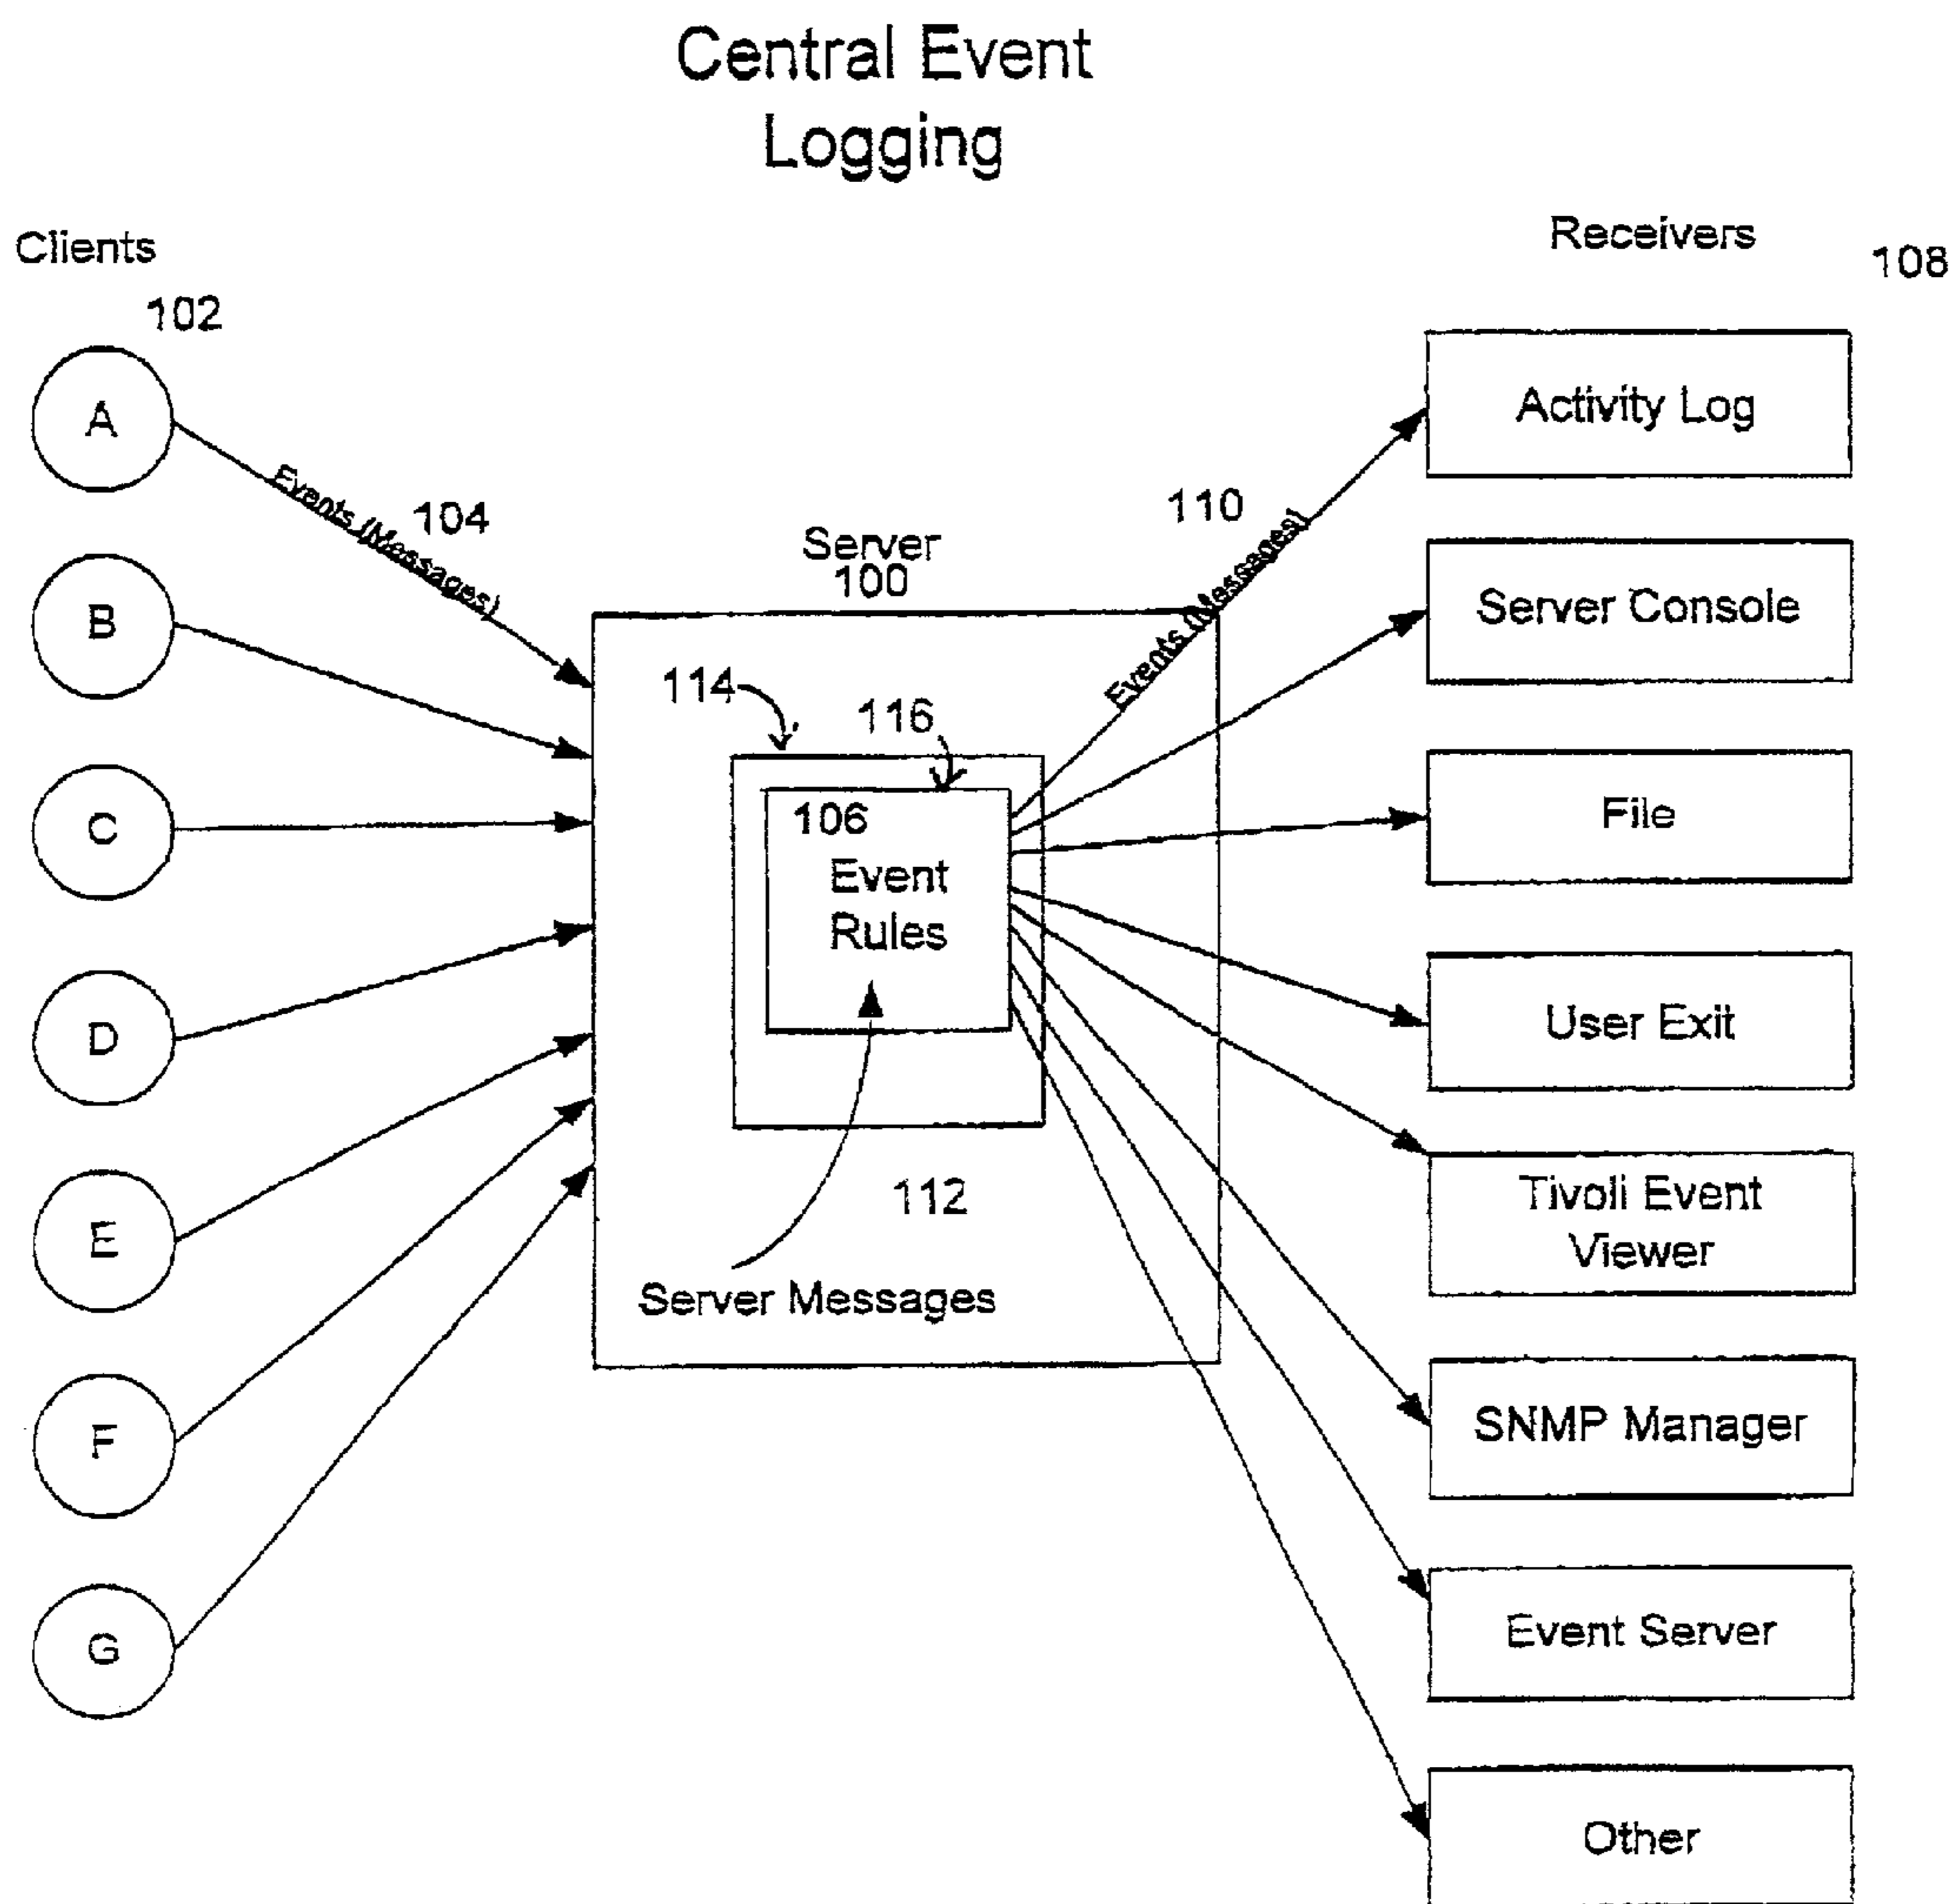 Central Event
Logging
Clients
102
Receivers
108
A
B
C
D
E
F
G
Events (Messages)
104
Server
100
114
116
106
Event
Rules
112
Server Messages
110
Events (Messages)
Activity Log
Server Console
File
User Exit
Tivoli Event
Viewer
SNMP Manager
Event Server
Other